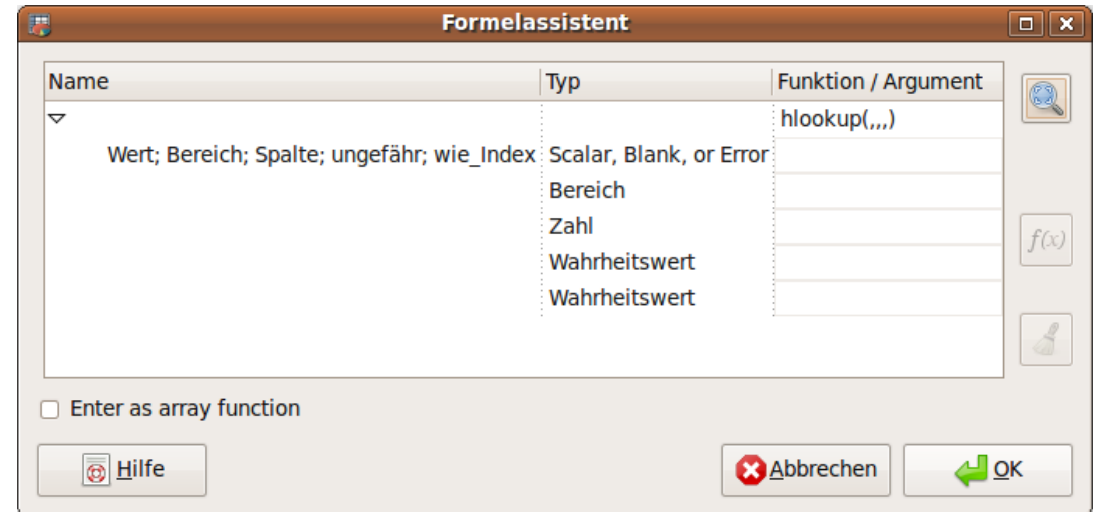 Formelassistent
Name Typ Funktion / Argument
hlookup(,,,)
Wert; Bereich; Spalte; ungefähr; wie_Index Scalar, Blank, or Error
Bereich
Zahl
f(x)
Wahrheitswert
Wahrheitswert
Enter as array function
Hilfe Abbrechen OK